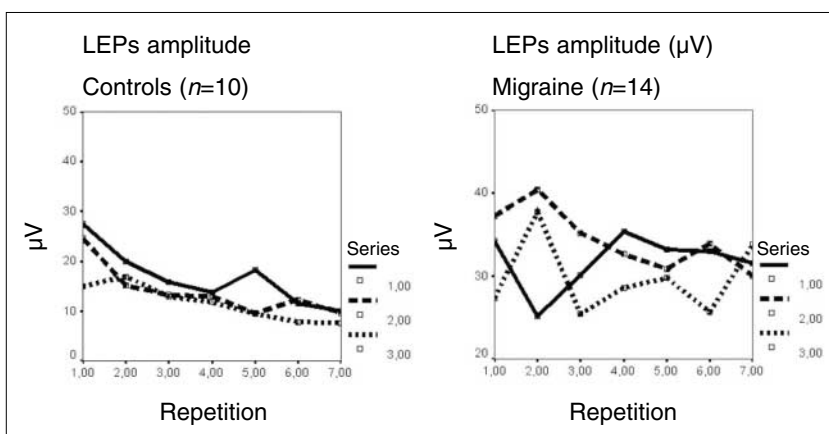 LEPs amplitude
Controls (n=10)
50
40
30
20
10
0
µV
1,00 2,00 3,00 4,00 5,00 6,00 7,00
Repetition
Series
1,00
2,00
3,00
LEPs amplitude (µV)
Migraine (n=14)
50
40
30
20
µV
1,00 2,00 3,00 4,00 5,00 6,00 7,00
Repetition
Series
1,00
2,00
3,00